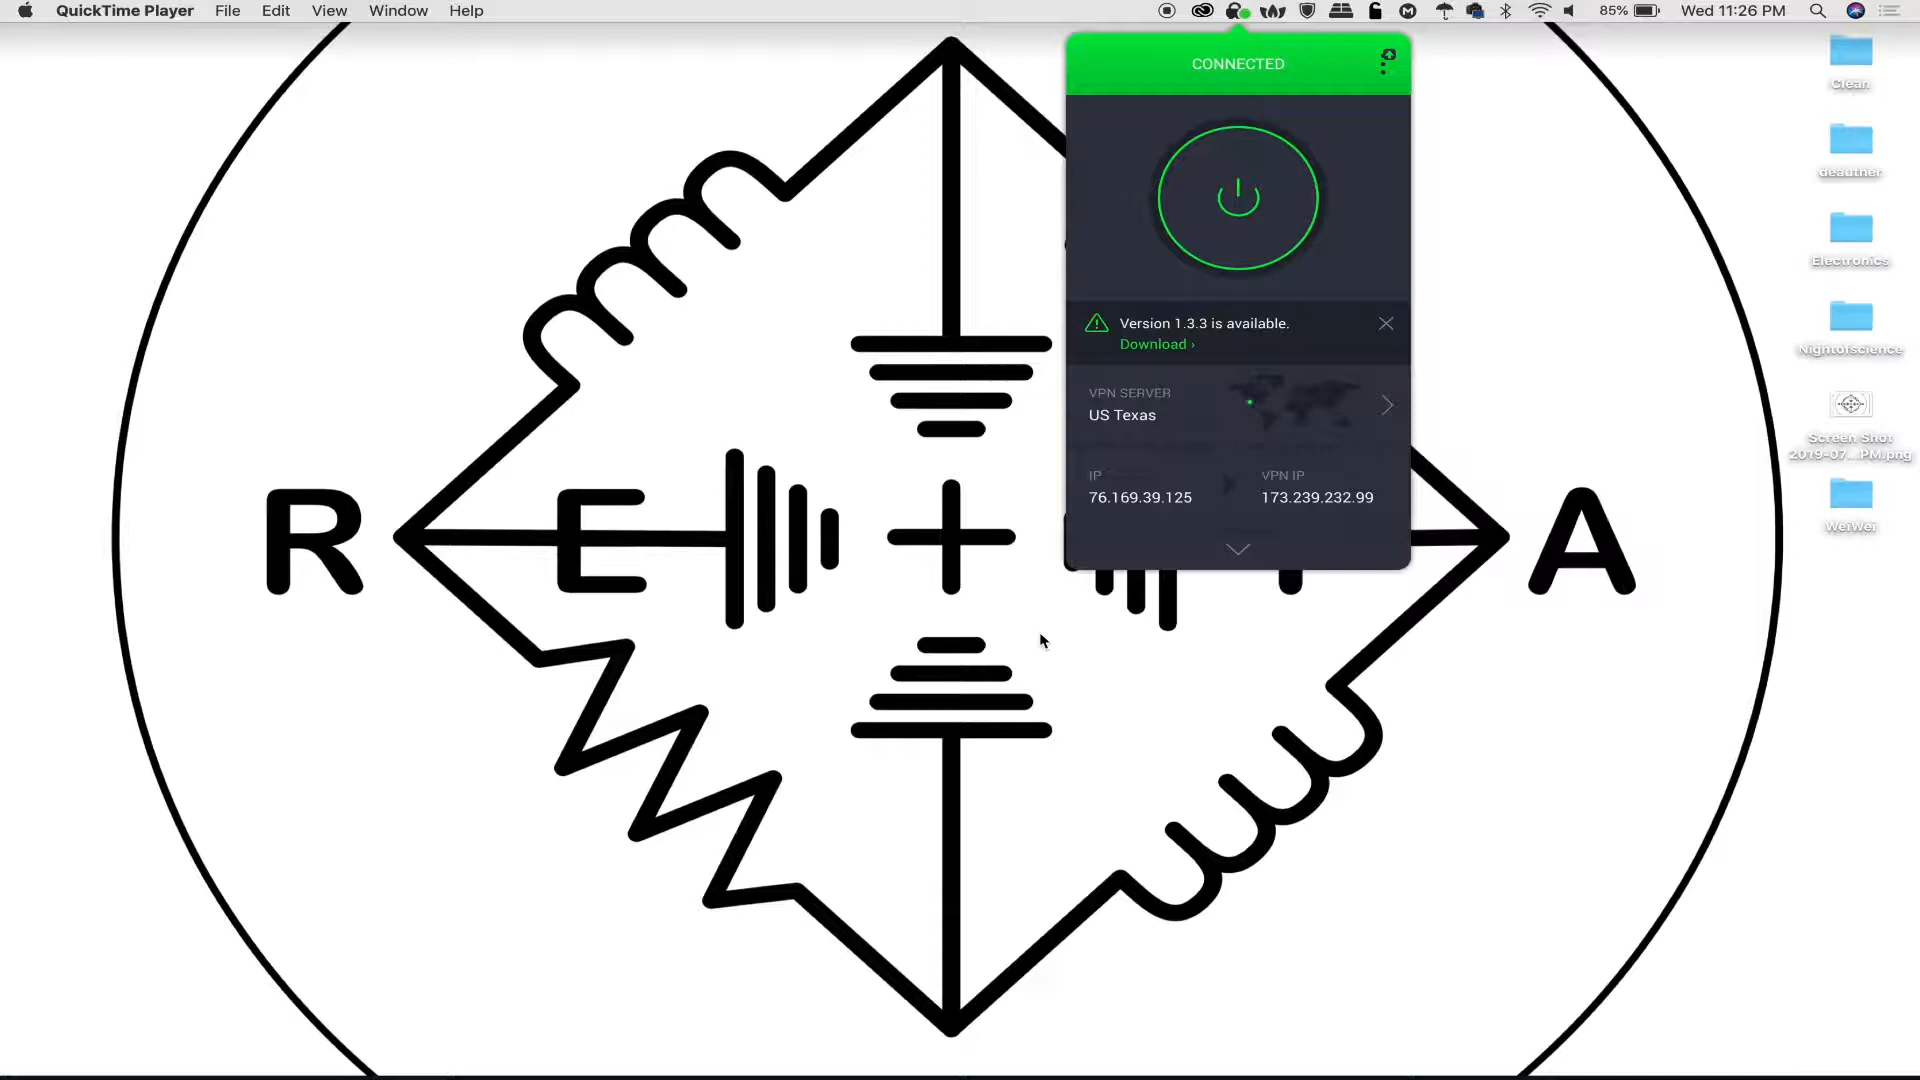 QuickTime Player File Edit View Window Help 85% Wed 11:26 PM
CONNECTED
Version 1.3.3 is available.
Download ›
VPN SERVER
US Texas
IP VPN IP
76.169.39.125 173.239.232.99
R E A
Clean
deauther
Electronics
Nightofscience
Screen Shot
2019-07...PM.png
WeiWei